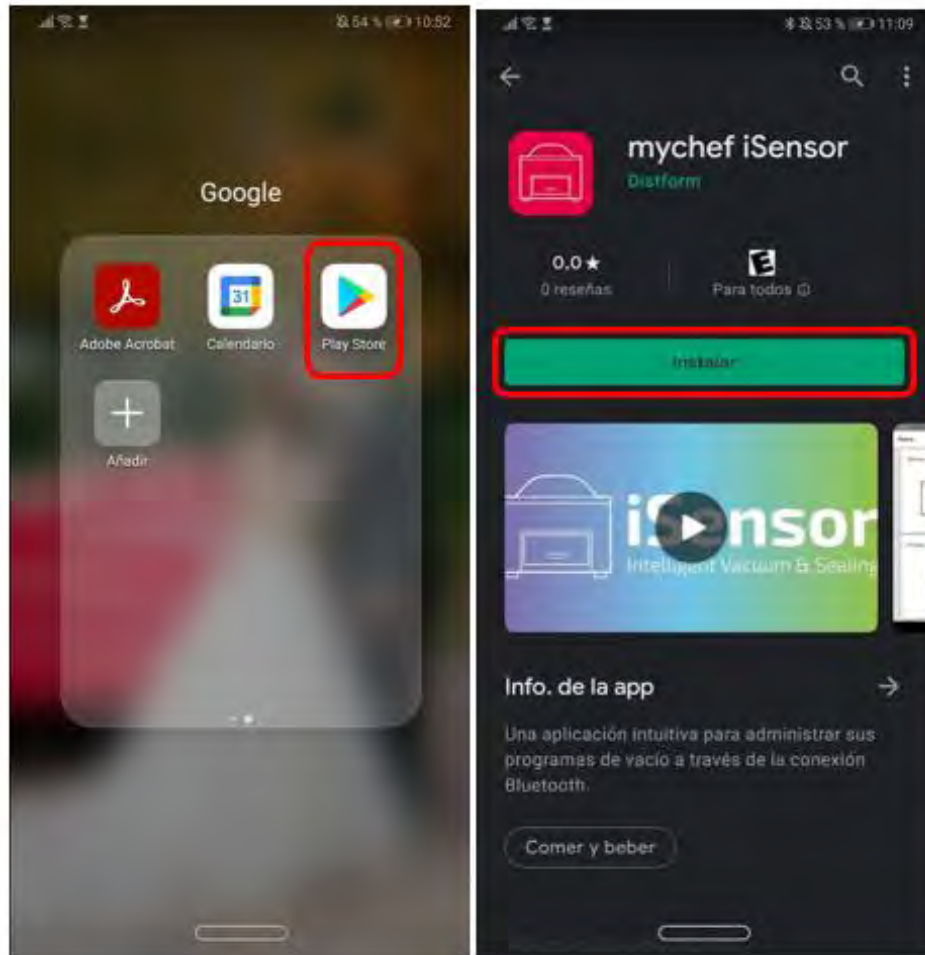 54 % 10:52
Google
31
Adobe Acrobat
Calendario
Play Store
Añadir
53 % 11:09
mychef iSensor
Distform
0,0 ★
0 reseñas
E
Para todos
Instalar
iSensor
Intelligent Vacuum & Sealing
Info. de la app
Una aplicación intuitiva para administrar sus
programas de vacío a través de la conexión
Bluetooth.
Comer y beber